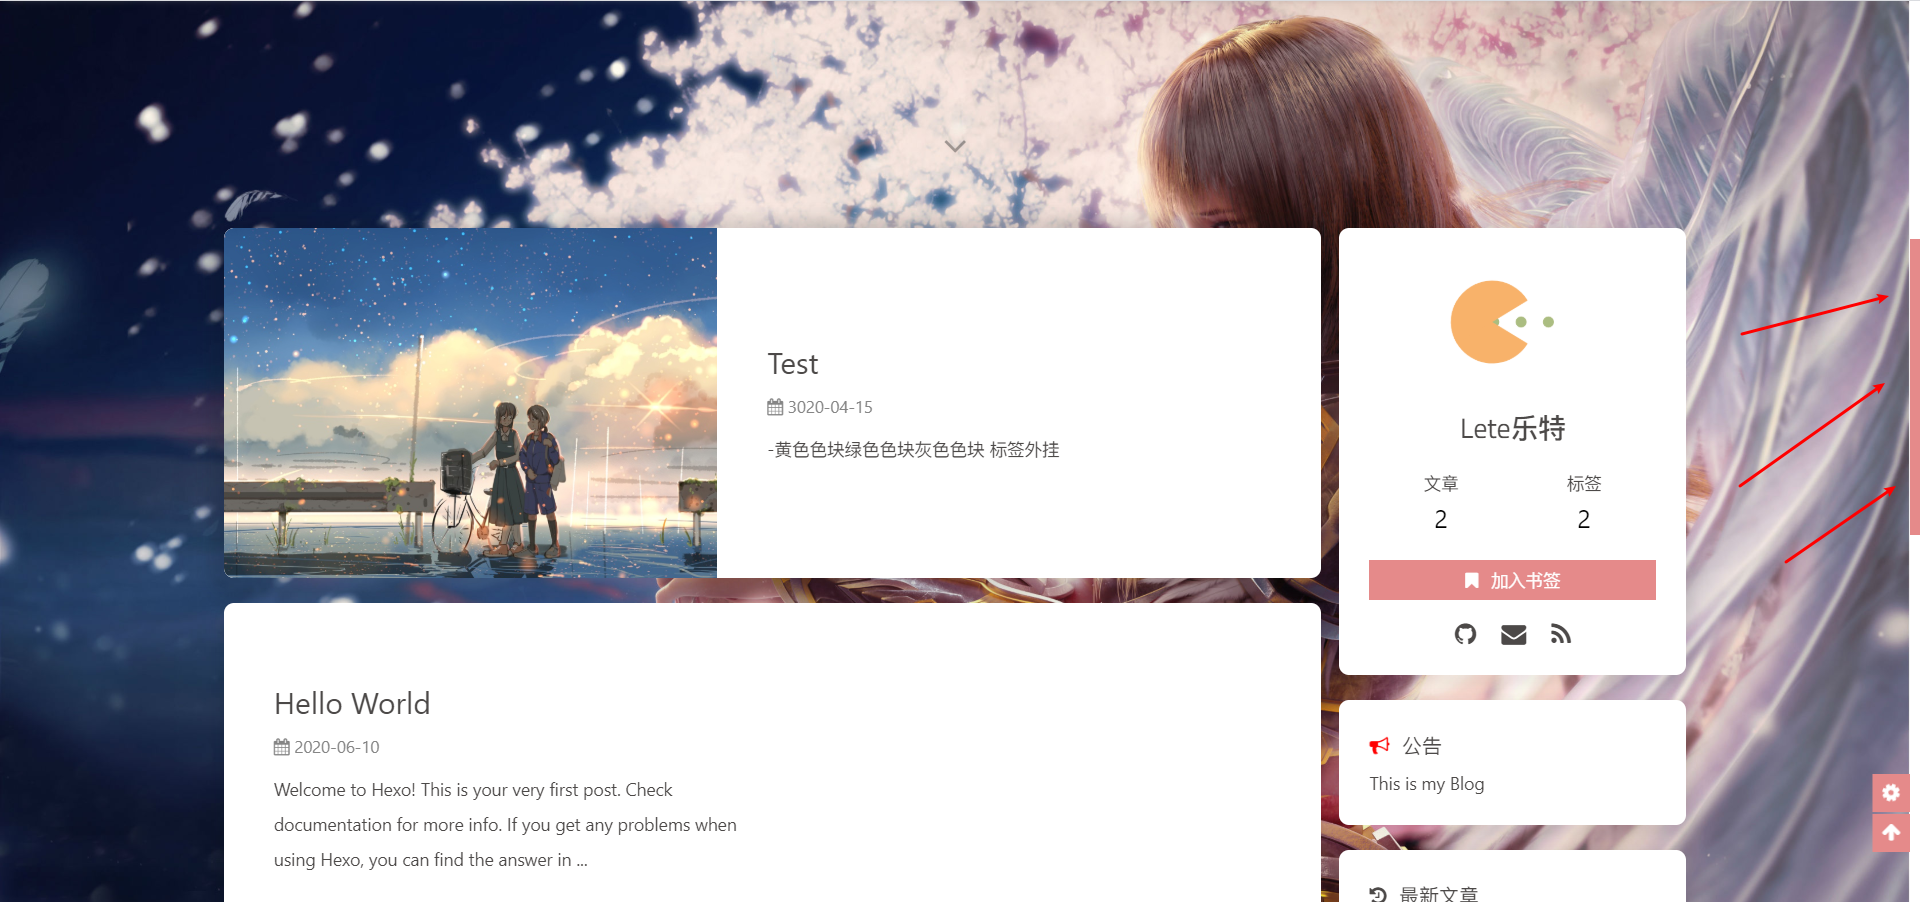 Test
3020-04-15
-黄色色块绿色色块灰色色块 标签外挂
Hello World
2020-06-10
Welcome to Hexo! This is your very first post. Check
documentation for more info. If you get any problems when
using Hexo, you can find the answer in ...
Lete乐特
文章 标签
2 2
加入书签
公告
This is my Blog
最新文章